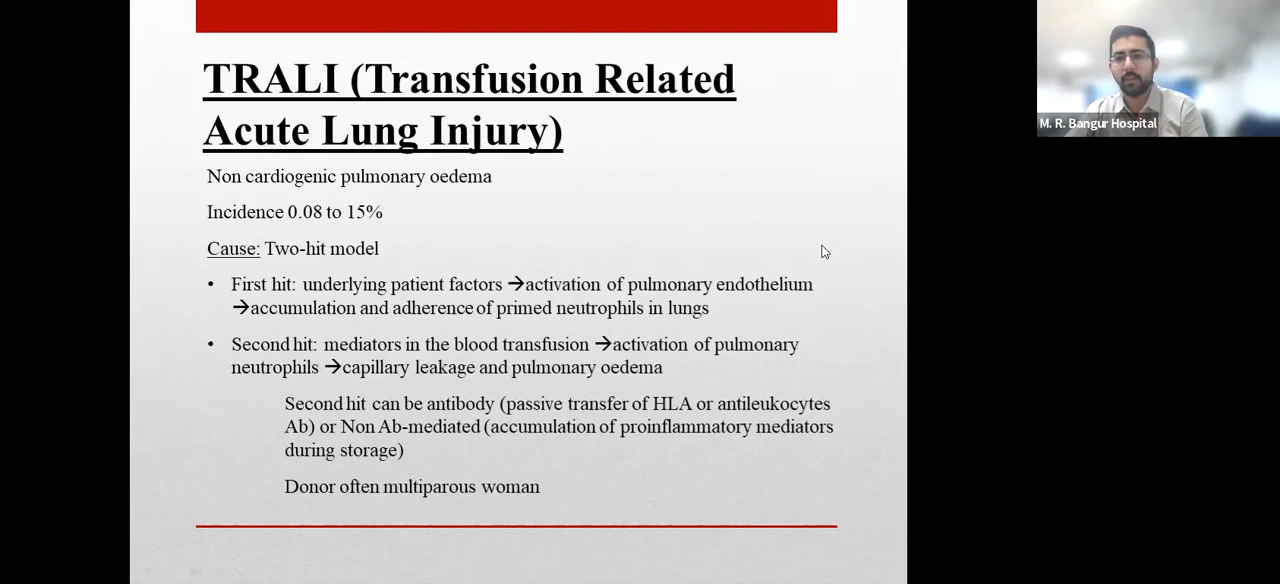 TRALI (Transfusion Related
Acute Lung Injury)
Non cardiogenic pulmonary oedema
Incidence 0.08 to 15%
Cause: Two-hit model
• First hit: underlying patient factors →activation of pulmonary endothelium
→accumulation and adherence of primed neutrophils in lungs
• Second hit: mediators in the blood transfusion →activation of pulmonary
neutrophils →capillary leakage and pulmonary oedema
Second hit can be antibody (passive transfer of HLA or antileukocytes
Ab) or Non Ab-mediated (accumulation of proinflammatory mediators
during storage)
Donor often multiparous woman
M. R. Bangur Hospital